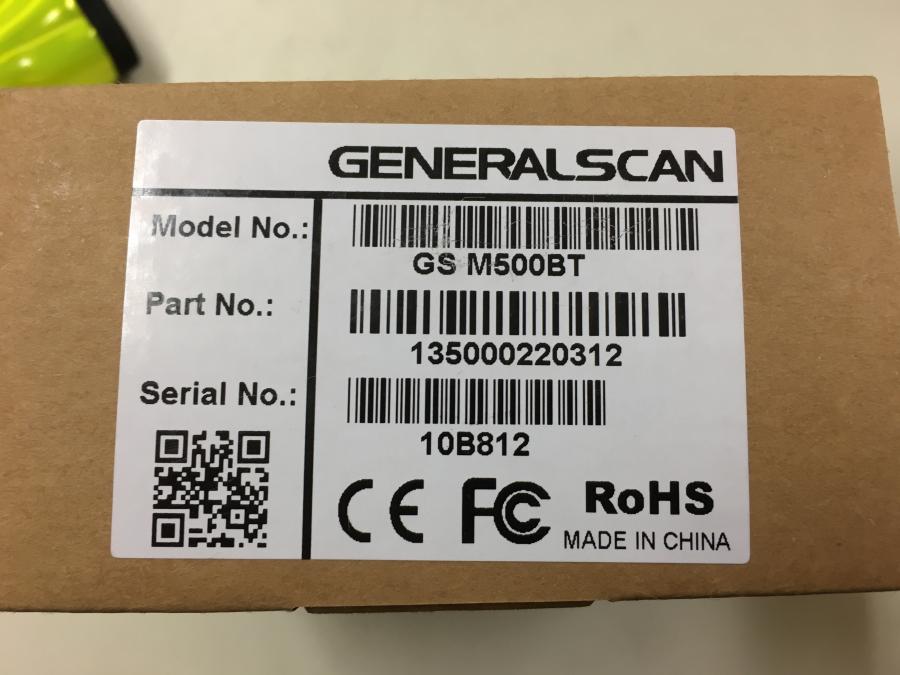 GENERALSCAN
Model No.:
GS M500BT
Part No.:
135000220312
Serial No.:
10B812
CE FC RoHS
MADE IN CHINA